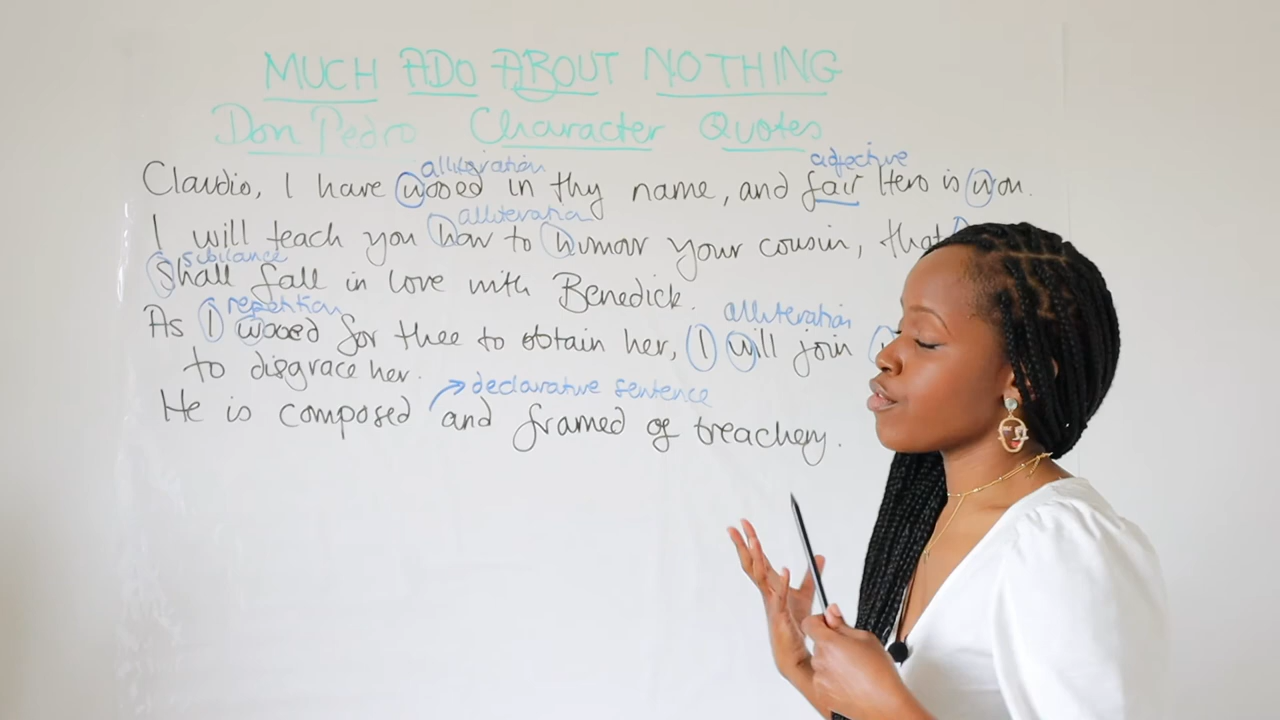 MUCH ADO ABOUT NOTHING
Don Pedro Character Quotes
alliteration adjective
Claudio, I have wooed in thy name, and fair Hero is won.
alliteration
I will teach you how to humour your cousin, that
sibilance
Shall fall in love with Benedick.
repetition alliteration
As I wooed for thee to obtain her, I will join
to disgrace her.
declarative sentence
He is composed and framed of treachery.